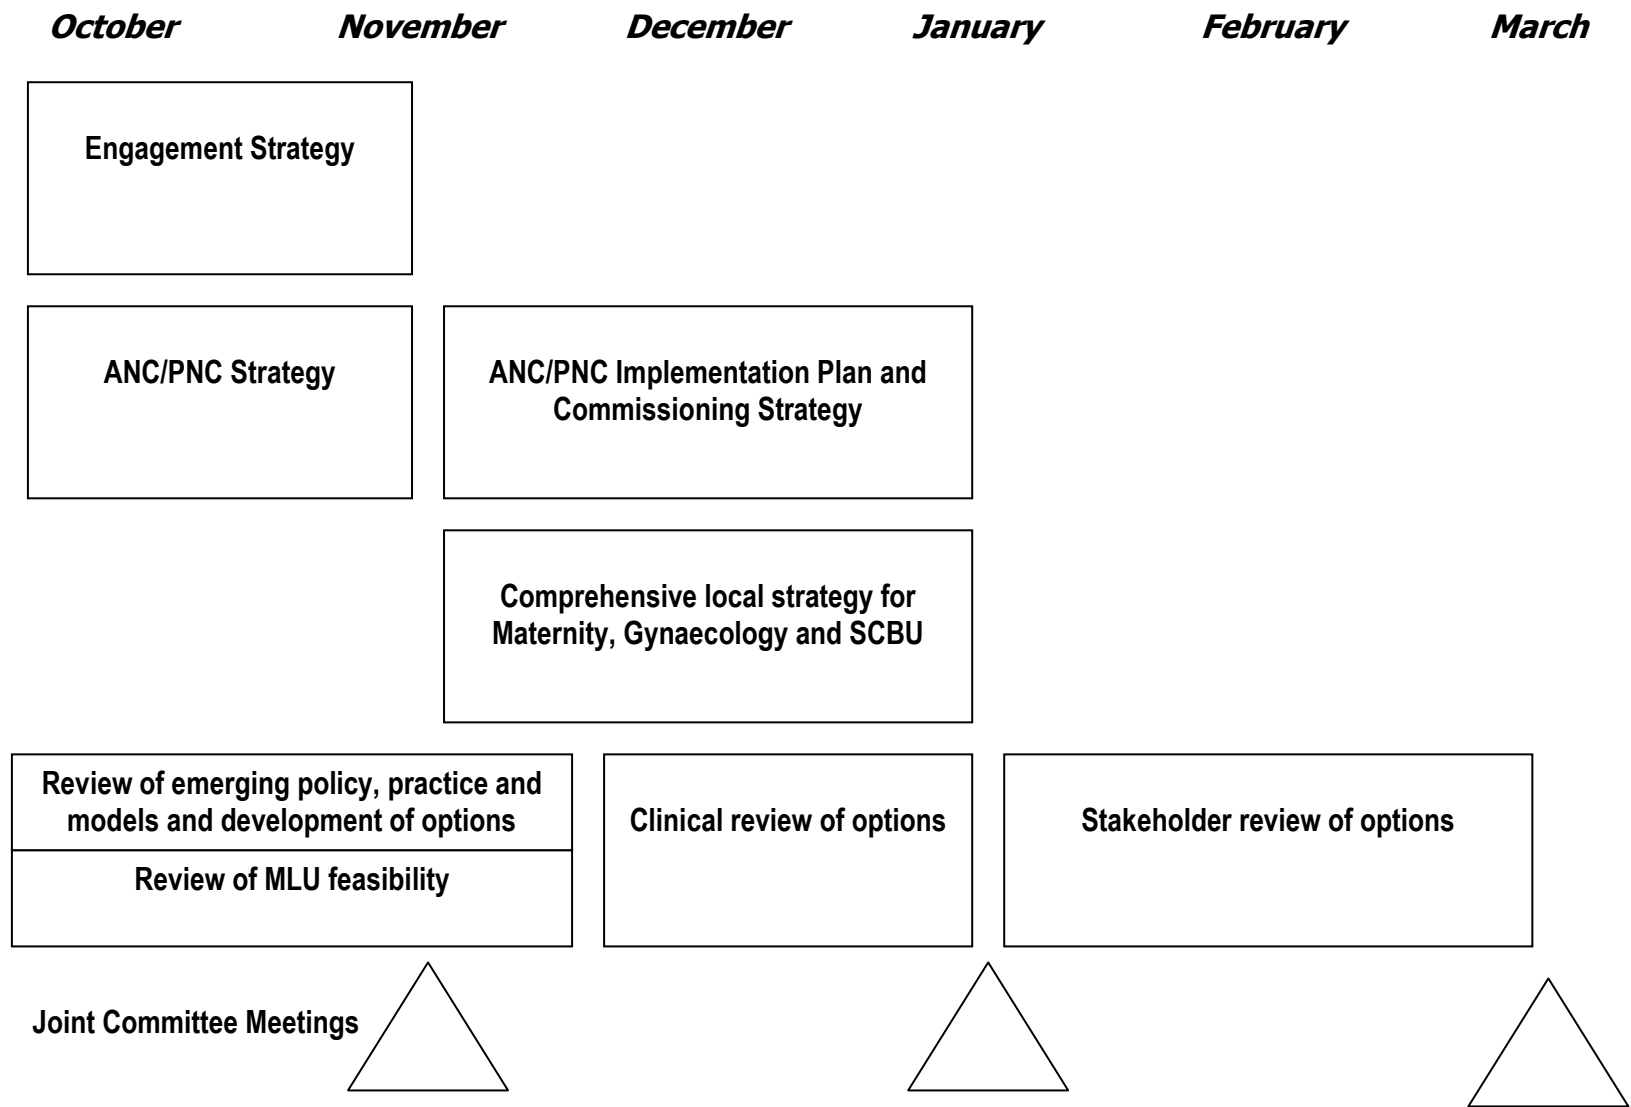 October November December January February March
Engagement Strategy
ANC/PNC Strategy
ANC/PNC Implementation Plan and
Commissioning Strategy
Comprehensive local strategy for
Maternity, Gynaecology and SCBU
Review of emerging policy, practice and
models and development of options
Review of MLU feasibility
Clinical review of options
Stakeholder review of options
Joint Committee Meetings